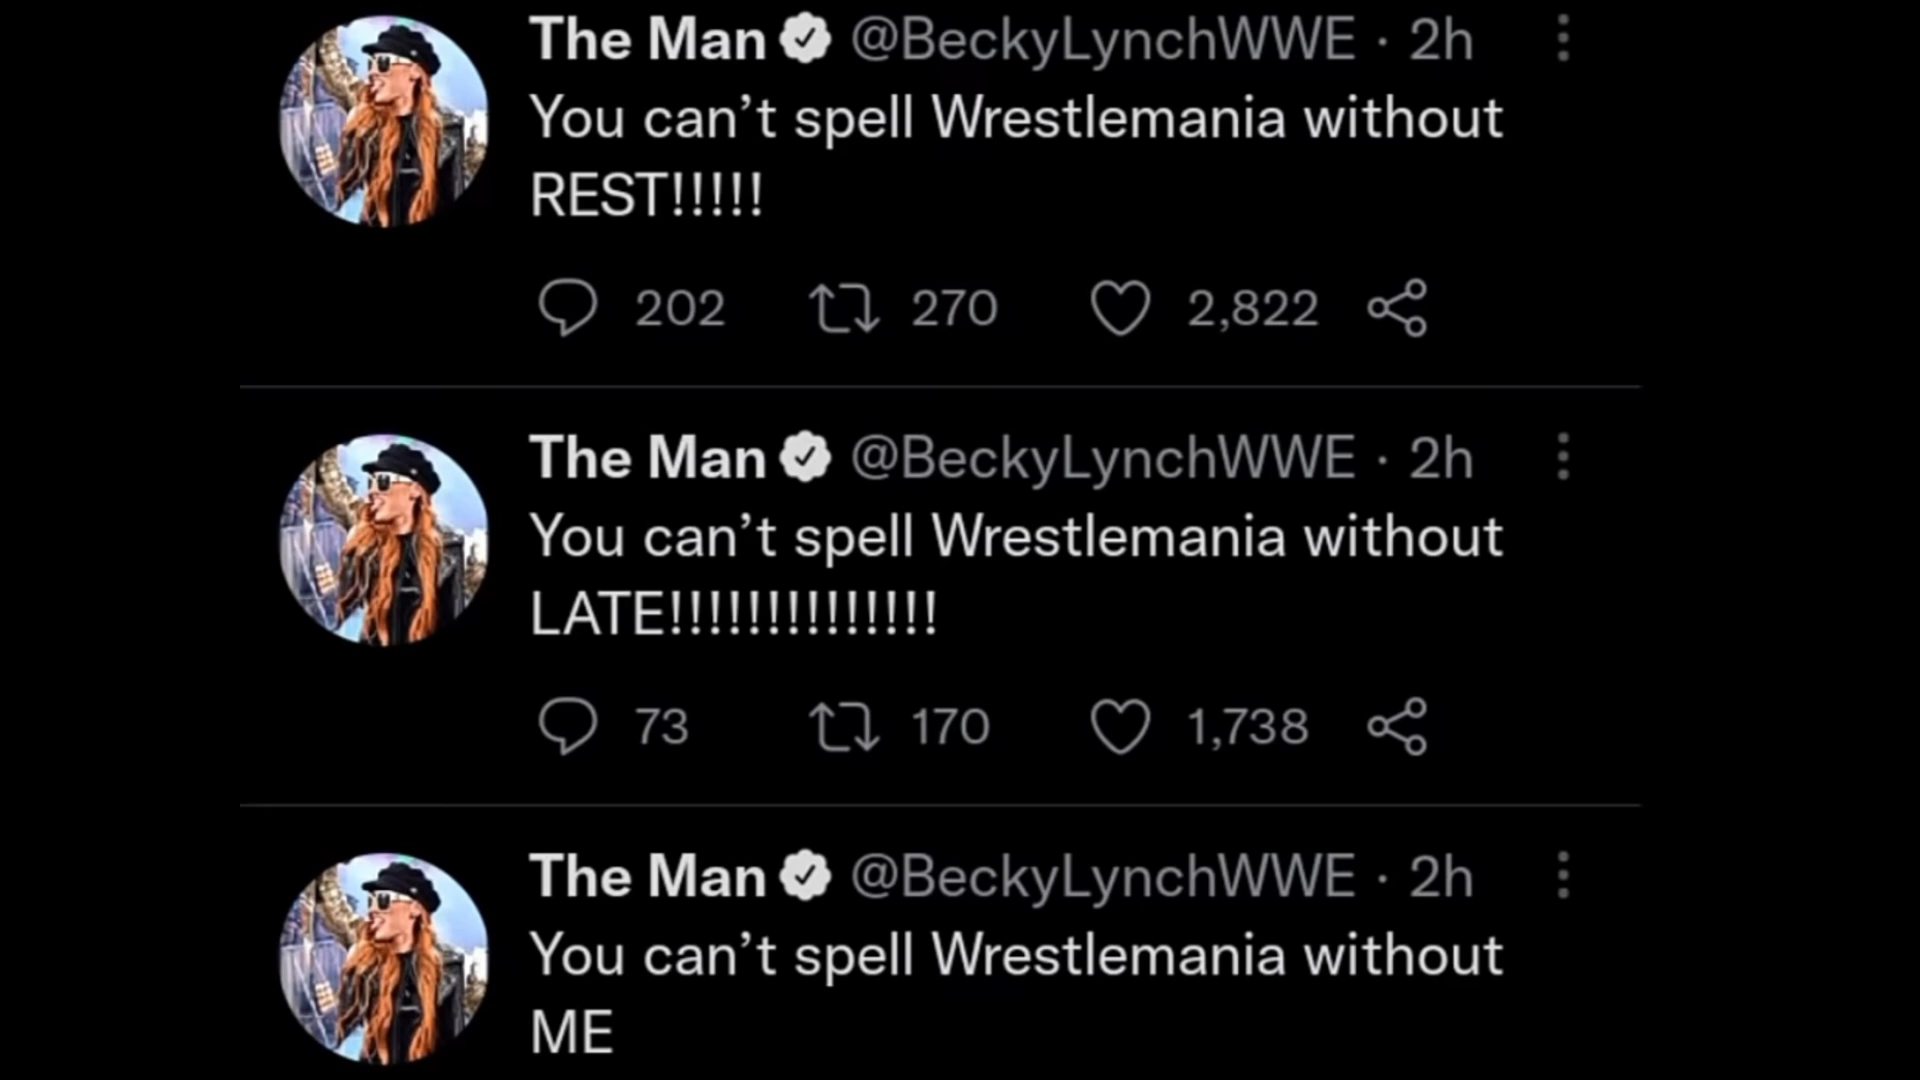 The Man @BeckyLynchWWE · 2h
You can’t spell Wrestlemania without
REST!!!!!
202 270 2,822
The Man @BeckyLynchWWE · 2h
You can’t spell Wrestlemania without
LATE!!!!!!!!!!!!!!
73 170 1,738
The Man @BeckyLynchWWE · 2h
You can’t spell Wrestlemania without
ME